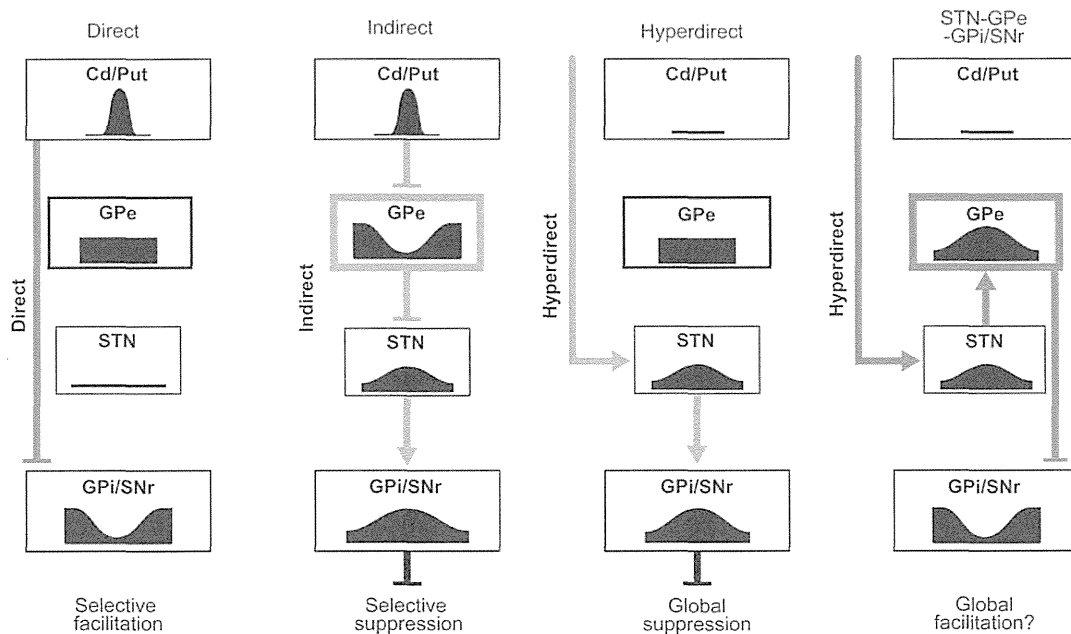 Direct
Cd/Put
GPe
Direct
STN
GPi/SNr
Selective
facilitation
Indirect
Cd/Put
GPe
Indirect
STN
GPi/SNr
Selective
suppression
Hyperdirect
Cd/Put
GPe
Hyperdirect
STN
GPi/SNr
Global
suppression
STN-GPe
-GPi/SNr
Cd/Put
GPe
Hyperdirect
STN
GPi/SNr
Global
facilitation?